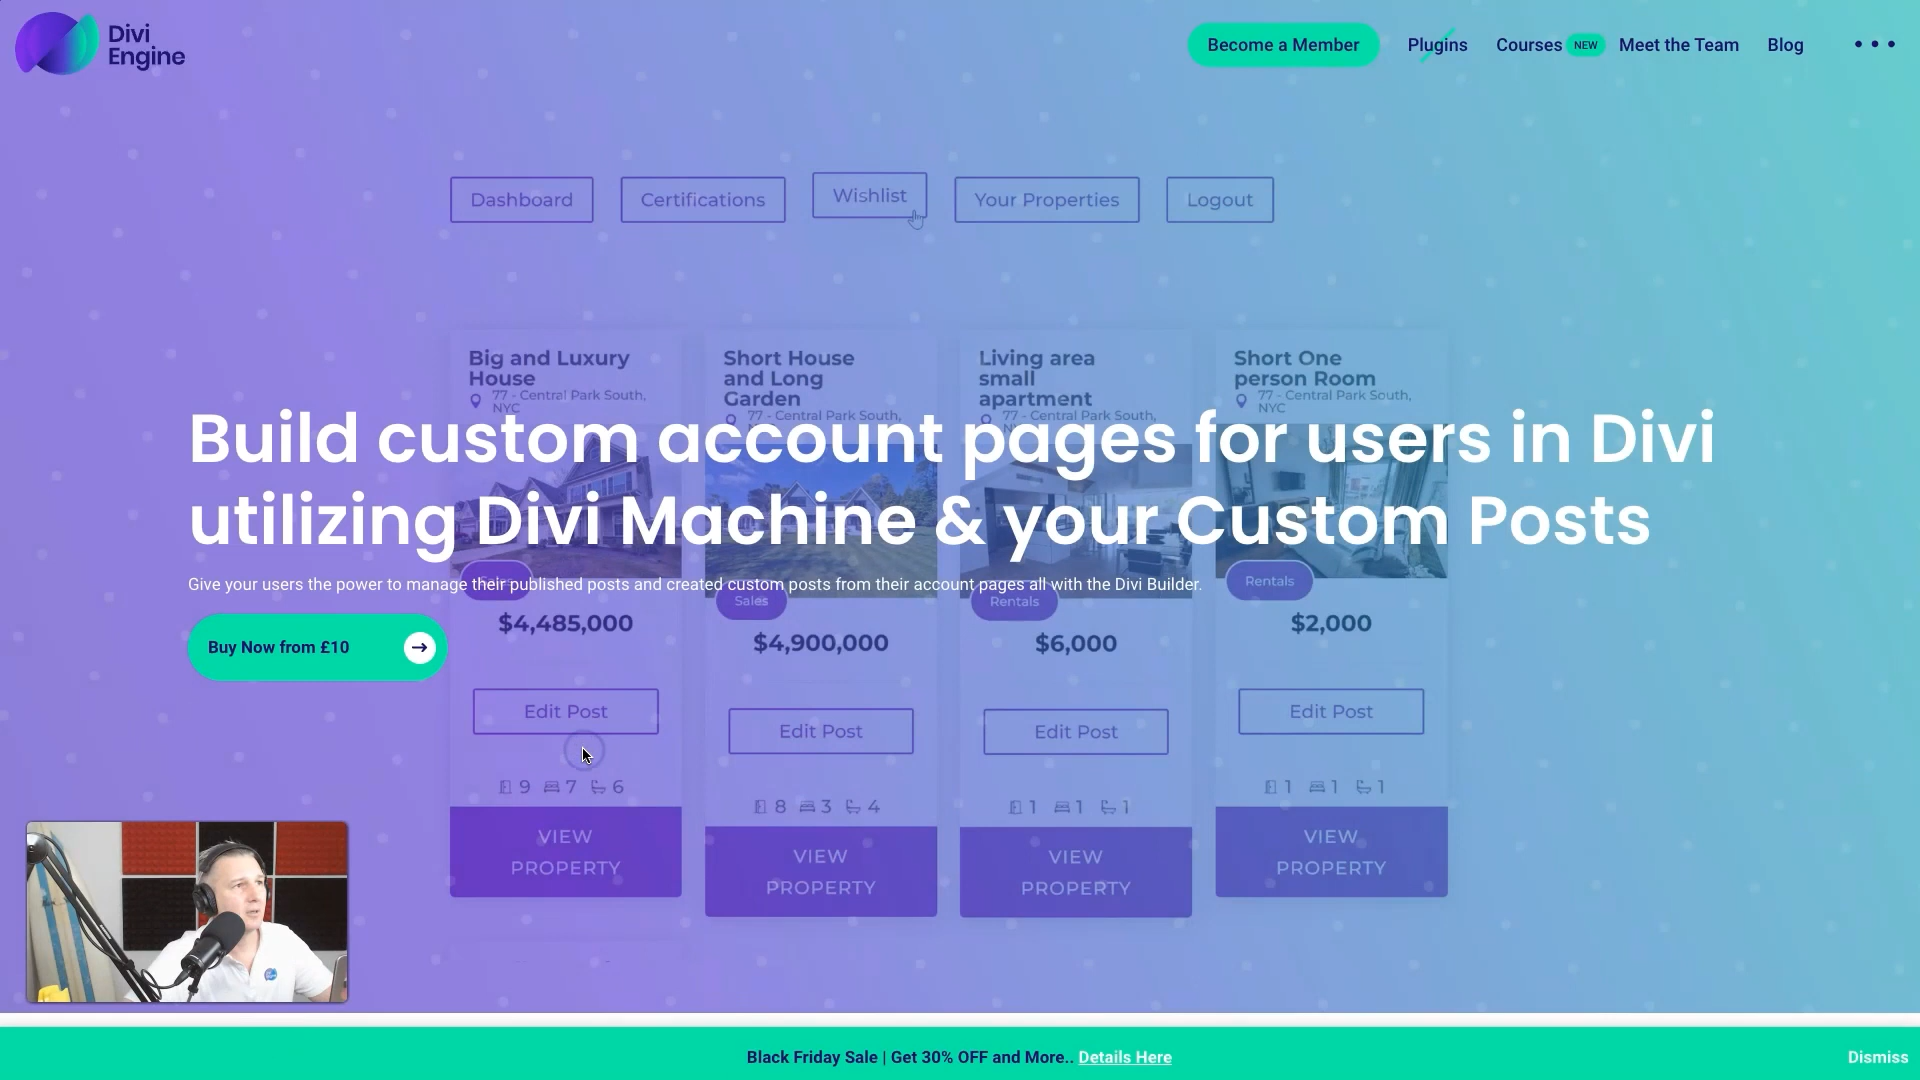 Divi
Engine
Become a Member
Plugins
Courses NEW
Meet the Team
Blog
Dashboard
Certifications
Wishlist
Your Properties
Logout
Big and Luxury
House
77 - Central Park South,
NYC
Short House
and Long
Garden
77 - Central Park South,
Living area
small
apartment
77 - Central Park South,
Short One
person Room
77 - Central Park South,
NYC
Build custom account pages for users in Divi
utilizing Divi Machine & your Custom Posts
Give your users the power to manage their published posts and created custom posts from their account pages all with the Divi Builder.
Sales
Rentals
Rentals
Buy Now from £10
$4,485,000
$4,900,000
$6,000
$2,000
Edit Post
Edit Post
Edit Post
Edit Post
9 7 6
8 3 4
1 1 1
1 1 1
VIEW
PROPERTY
VIEW
PROPERTY
VIEW
PROPERTY
VIEW
PROPERTY
Black Friday Sale | Get 30% OFF and More.. Details Here
Dismiss